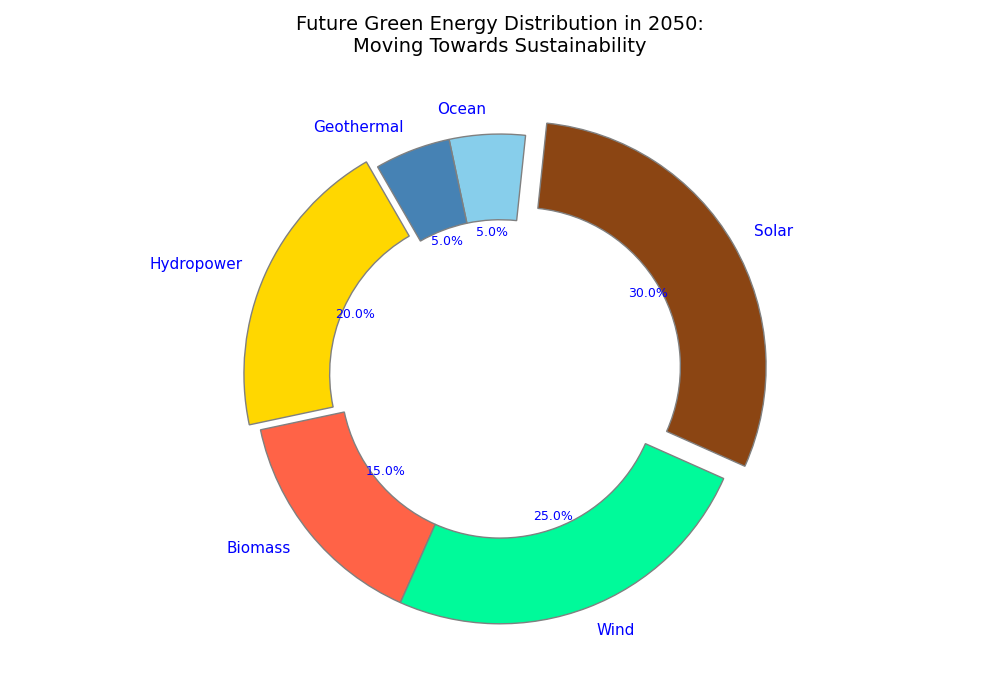 Future Green Energy Distribution in 2050:
Moving Towards Sustainability
Ocean
Geothermal
Solar
Hydropower
Biomass
Wind
5.0%
5.0%
30.0%
20.0%
15.0%
25.0%